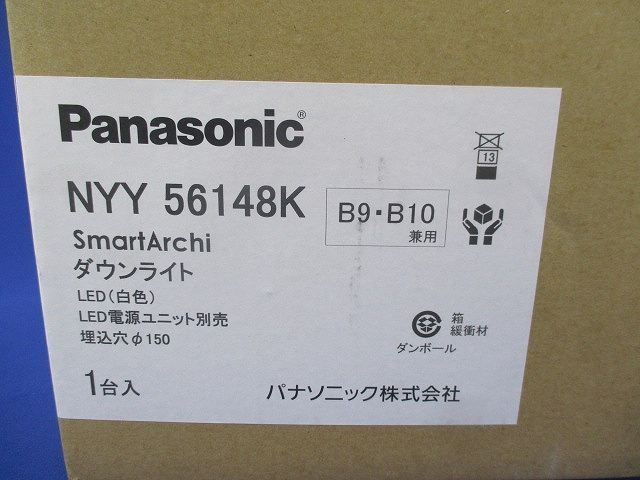 Panasonic®
NYY 56148K
B9・B10
兼用
13
SmartArchi
ダウンライト
LED(白色)
LED電源ユニット別売
埋込穴φ150
箱
緩衝材
ダンボール
1台入
パナソニック株式会社